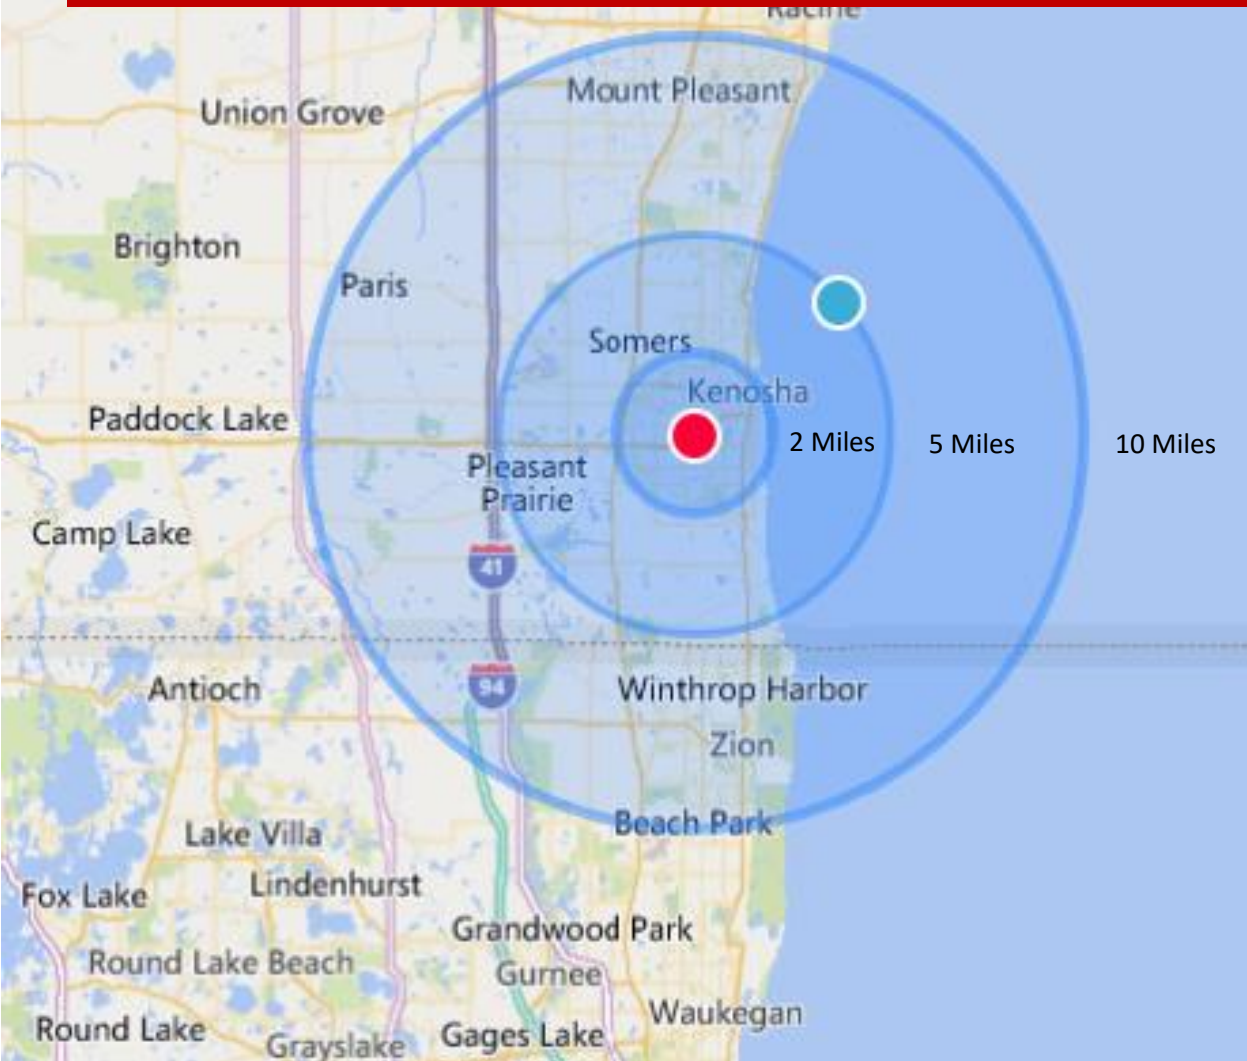 Racine
Mount Pleasant
Union Grove
Brighton
Paris
Somers
Kenosha
Paddock Lake
2 Miles
5 Miles
10 Miles
Pleasant
Prairie
Camp Lake
41
94
Antioch
Winthrop Harbor
Zion
Beach Park
Lake Villa
Lindenhurst
Fox Lake
Grandwood Park
Round Lake Beach
Gurnee
Waukegan
Round Lake
Gages Lake
Grayslake